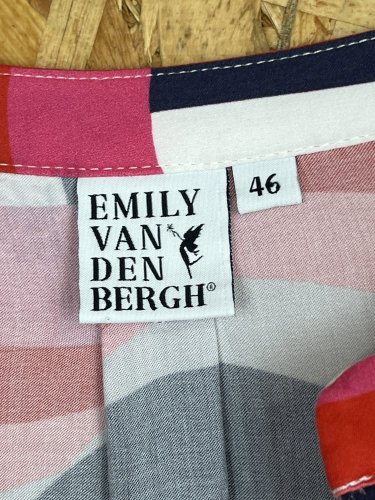 EMILY
VAN
DEN
BERGH®
46